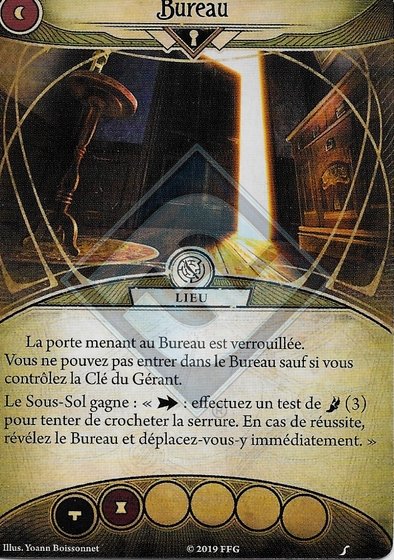 Bureau
LIEU
La porte menant au Bureau est verrouillée.
Vous ne pouvez pas entrer dans le Bureau sauf si vous
contrôlez la Clé du Gérant.
Le Sous-Sol gagne : « : effectuez un test de (3)
pour tenter de crocheter la serrure. En cas de réussite,
révélez le Bureau et déplacez-vous-y immédiatement. »
Illus. Yoann Boissonnet
© 2019 FFG